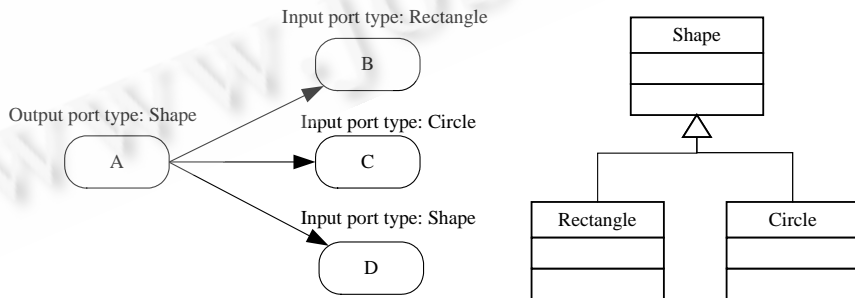 Input port type: Rectangle
B
Output port type: Shape
A
Input port type: Circle
C
Input port type: Shape
D
Shape
Rectangle
Circle